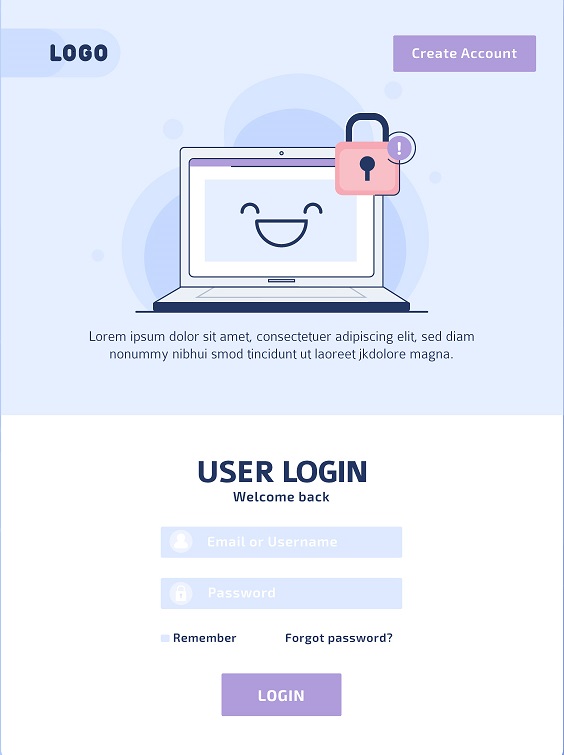 LOGO
Create Account
!
Lorem ipsum dolor sit amet, consectetuer adipiscing elit, sed diam
nonummy nibhui smod tincidunt ut laoreet jkdolore magna.
USER LOGIN
Welcome back
Email or Username
Password
Remember
Forgot password?
LOGIN